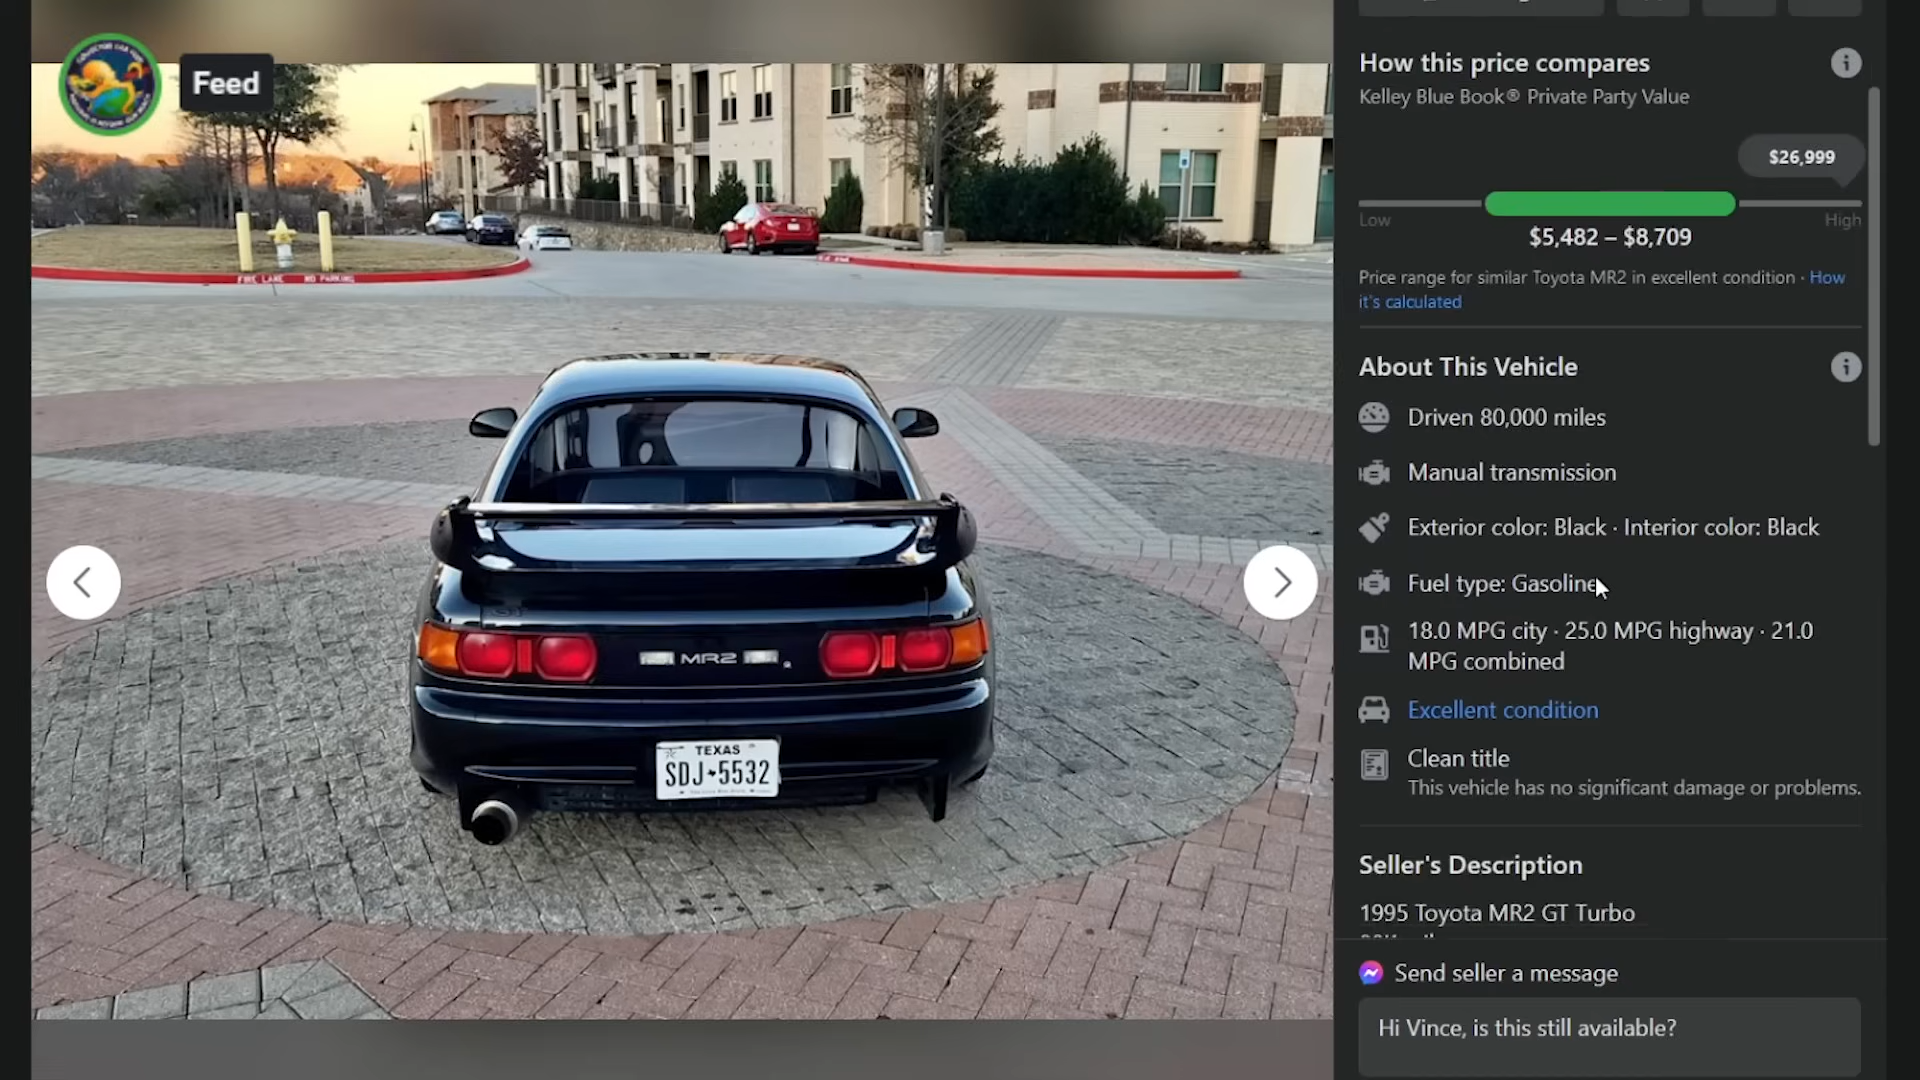 Feed
FIRE LANE NO PARKING
MR2
TEXAS
SDJ 5532
How this price compares
Kelley Blue Book® Private Party Value
$26,999
Low
High
$5,482 – $8,709
Price range for similar Toyota MR2 in excellent condition · How
it's calculated
About This Vehicle
Driven 80,000 miles
Manual transmission
Exterior color: Black · Interior color: Black
Fuel type: Gasoline
18.0 MPG city · 25.0 MPG highway · 21.0
MPG combined
Excellent condition
Clean title
This vehicle has no significant damage or problems.
Seller's Description
1995 Toyota MR2 GT Turbo
Send seller a message
Hi Vince, is this still available?